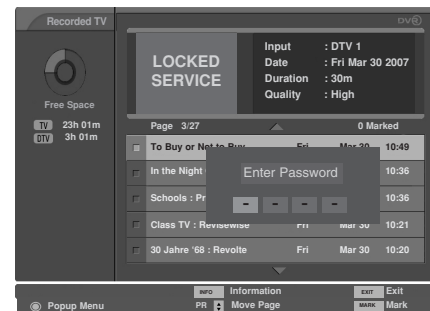 Recorded TV
DV
Free Space
TV 23h 01m
DTV 3h 01m
LOCKED
SERVICE
Input : DTV 1
Date : Fri Mar 30 2007
Duration : 30m
Quality : High
Page 3/27 0 Marked
To Buy or Not to Buy Fri Mar 30 10:49
In the Night 10:36
Enter Password
Schools : Pr 10:36
- - - -
Class TV : Revisewise Fri Mar 30 10:21
30 Jahre '68 : Revolte Fri Mar 30 10:20
INFO Information EXIT Exit
Popup Menu PR Move Page MARK Mark